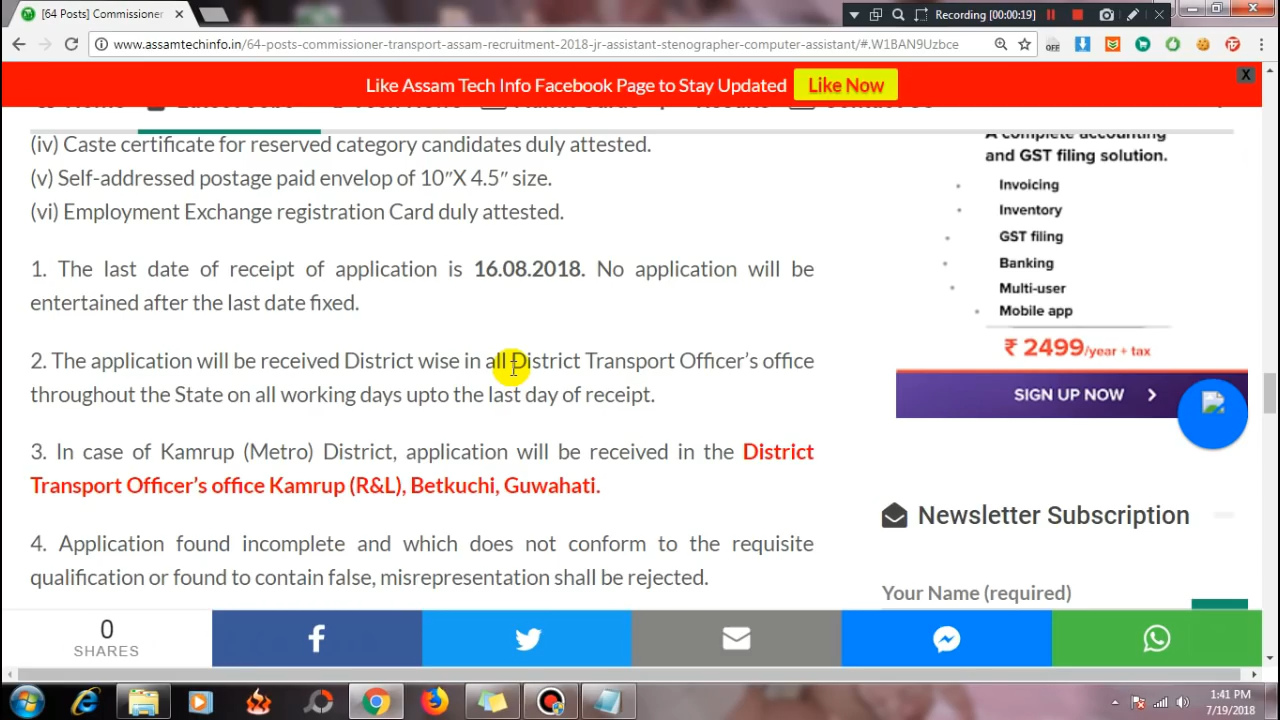 [64 Posts] Commissioner
Recording [00:00:19]
www.assamtechinfo.in/64-posts-commissioner-transport-assam-recruitment-2018-jr-assistant-stenographer-computer-assistant/#.W1BAN9Uzbce
OFF
Like Assam Tech Info Facebook Page to Stay Updated
Like Now
X
(iv) Caste certificate for reserved category candidates duly attested.
(v) Self-addressed postage paid envelop of 10″X 4.5″ size.
(vi) Employment Exchange registration Card duly attested.
1. The last date of receipt of application is 16.08.2018. No application will be
entertained after the last date fixed.
2. The application will be received District wise in all District Transport Officer's office
throughout the State on all working days upto the last day of receipt.
3. In case of Kamrup (Metro) District, application will be received in the District
Transport Officer's office Kamrup (R&L), Betkuchi, Guwahati.
4. Application found incomplete and which does not conform to the requisite
qualification or found to contain false, misrepresentation shall be rejected.
A complete accounting
and GST filing solution.
Invoicing
Inventory
GST filing
Banking
Multi-user
Mobile app
₹ 2499/year + tax
SIGN UP NOW
Newsletter Subscription
Your Name (required)
0
SHARES
1:41 PM
7/19/2018